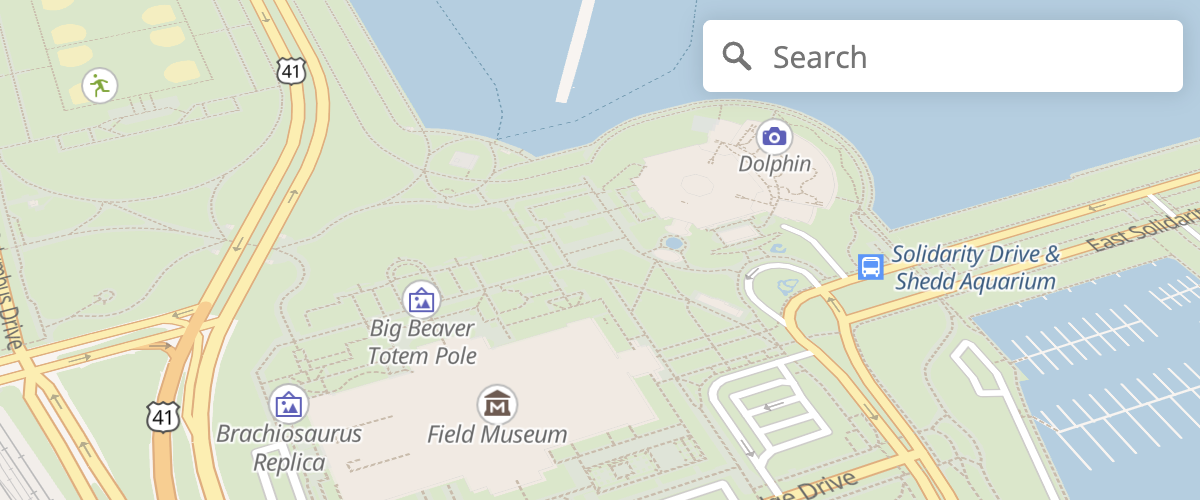 41
Search
Dolphin
Solidarity Drive &
Shedd Aquarium
East Solidarity
Big Beaver
Totem Pole
41
Brachiosaurus
Replica
Field Museum
Drive
Drive